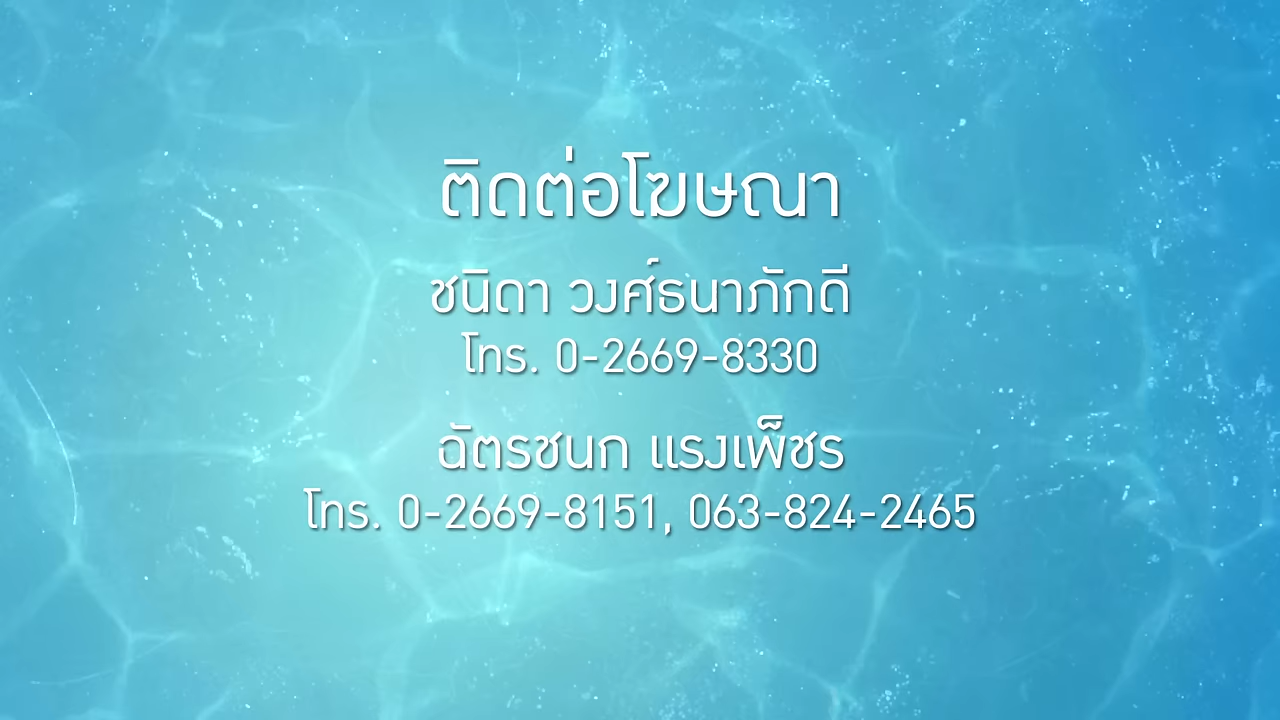 ติดต่อโฆษณา
ชนิดา วงศ์ธนาภักดี
โทร. 0-2669-8330
ฉัตรชนก แรงเพ็ชร
โทร. 0-2669-8151, 063-824-2465